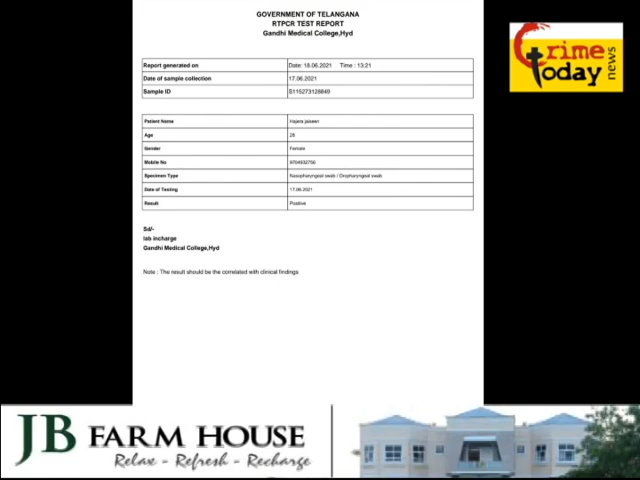 GOVERNMENT OF TELANGANA
RTPCR TEST REPORT
Gandhi Medical College,Hyd
Report generated on Date: 18.06.2021 Time : 13:21
Date of sample collection 17.06.2021
Sample ID S115273128849
Patient Name Hajera jabeen
Age 28
Gender Female
Mobile No 9704932756
Specimen Type Nasopharyngeal swab / Oropharyngeal swab
Date of Testing 17.06.2021
Result Positive
Sd/-
lab incharge
Gandhi Medical College,Hyd
Note : The result should be the correlated with clinical findings
Crime
Today
news
JB FARM HOUSE
Relax - Refresh - Recharge